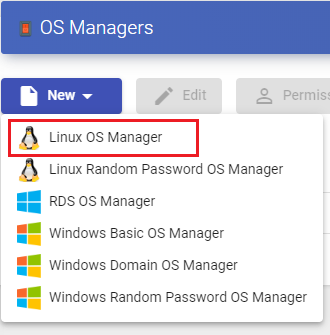 OS Managers
New Edit Permiss
Linux OS Manager
Linux Random Password OS Manager
RDS OS Manager
Windows Basic OS Manager
Windows Domain OS Manager
Windows Random Password OS Manager